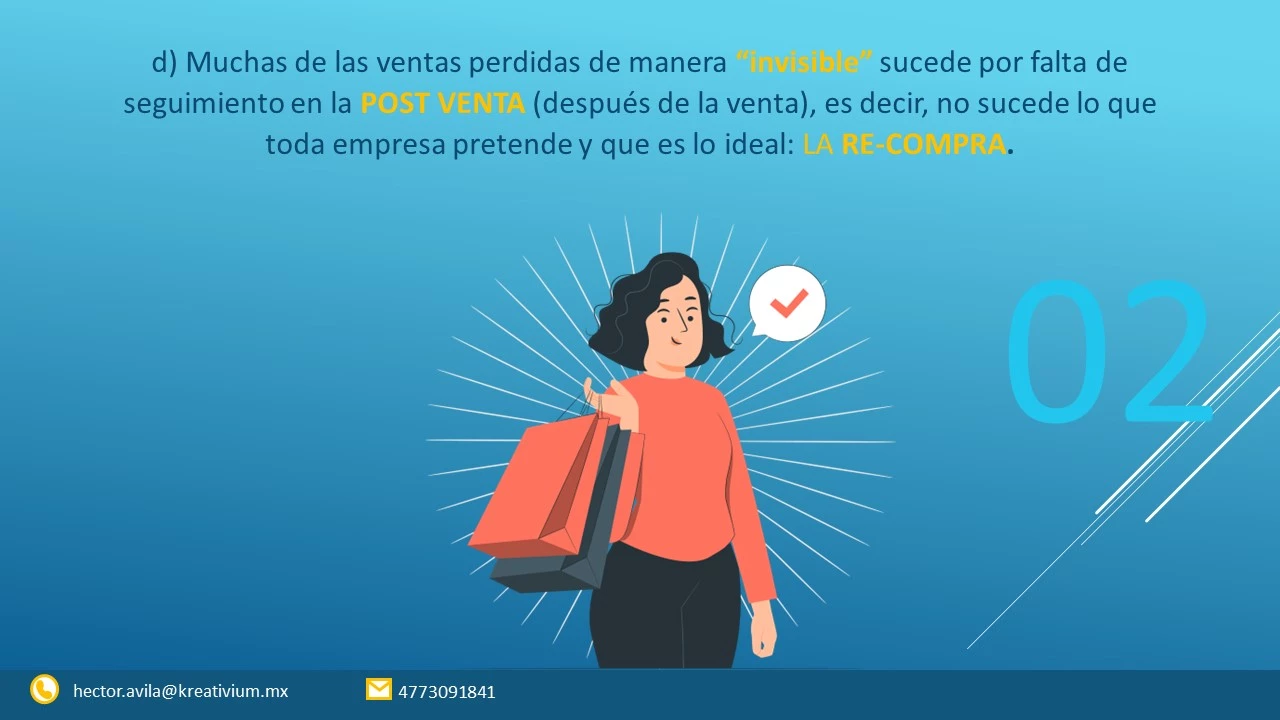 d) Muchas de las ventas perdidas de manera “invisible” sucede por falta de
seguimiento en la POST VENTA (después de la venta), es decir, no sucede lo que
toda empresa pretende y que es lo ideal: LA RE-COMPRA.
02
hector.avila@kreativium.mx
4773091841